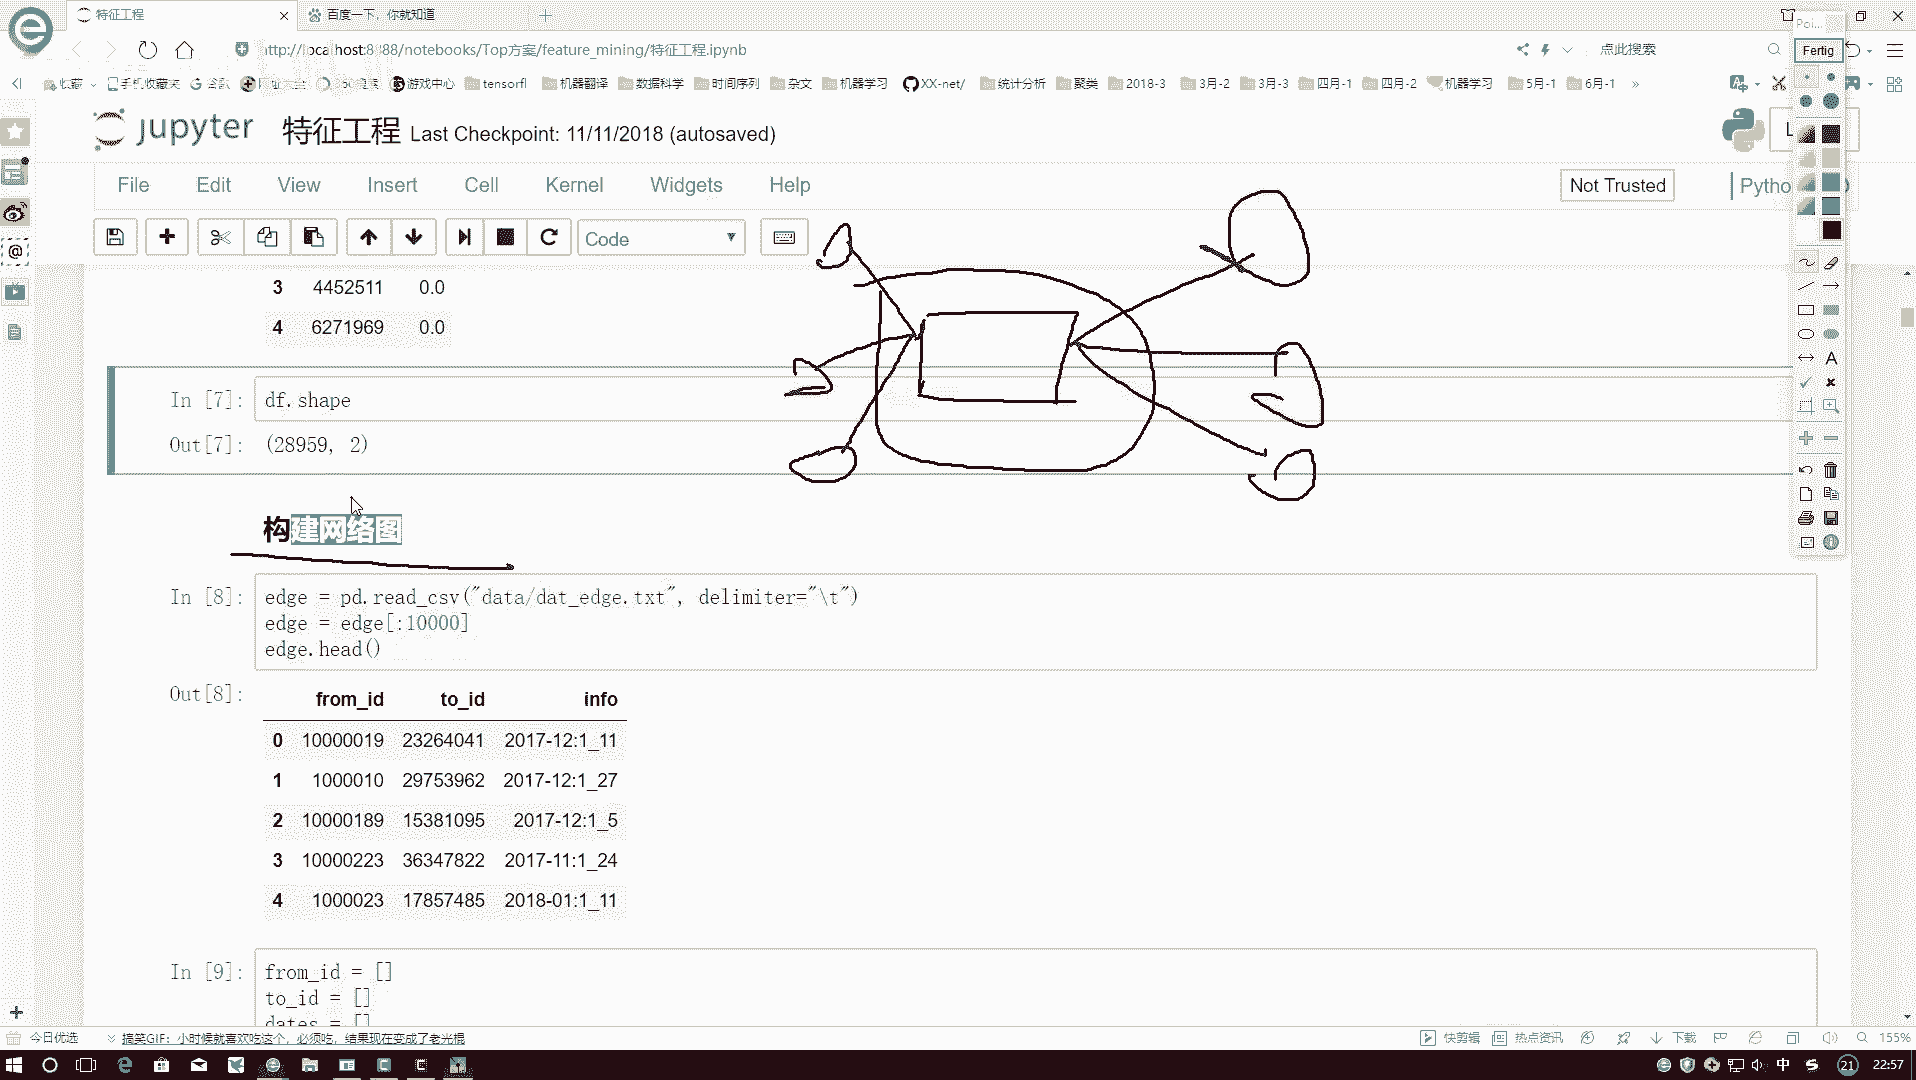 特征工程
百度一下，你就知道
Poi...
http://localhost:8888/notebooks/Top方案/feature_mining/特征工程.ipynb
点此搜索
Fertig
收藏
手机收藏夹
游戏中心
tensorfl
机器翻译
数据科学
时间序列
杂文
机器学习
XX-net/
统计分析
聚类
2018-3
3月-2
3月-3
四月-1
四月-2
机器学习
5月-1
6月-1
»
jupyter
特征工程 Last Checkpoint: 11/11/2018 (autosaved)
File Edit View Insert Cell Kernel Widgets Help
Not Trusted
Code
3 4452511 0.0
4 6271969 0.0
In [7]: df.shape
Out[7]: (28959, 2)
构建网络图
In [8]: edge = pd.read_csv("data/dat_edge.txt", delimiter="\t")
edge = edge[:10000]
edge.head()
Out[8]:
from_id to_id info
0 10000019 23264041 2017-12:1_11
1 1000010 29753962 2017-12:1_27
2 10000189 15381095 2017-12:1_5
3 10000223 36347822 2017-11:1_24
4 1000023 17857485 2018-01:1_11
In [9]: from_id = []
to_id = []
dates = []
今日优选
搞笑GIF：小时候就喜欢吃这个，必须吃，结果现在变成了老光棍
快剪辑
热点资讯
下载
155%
中
21
22:57